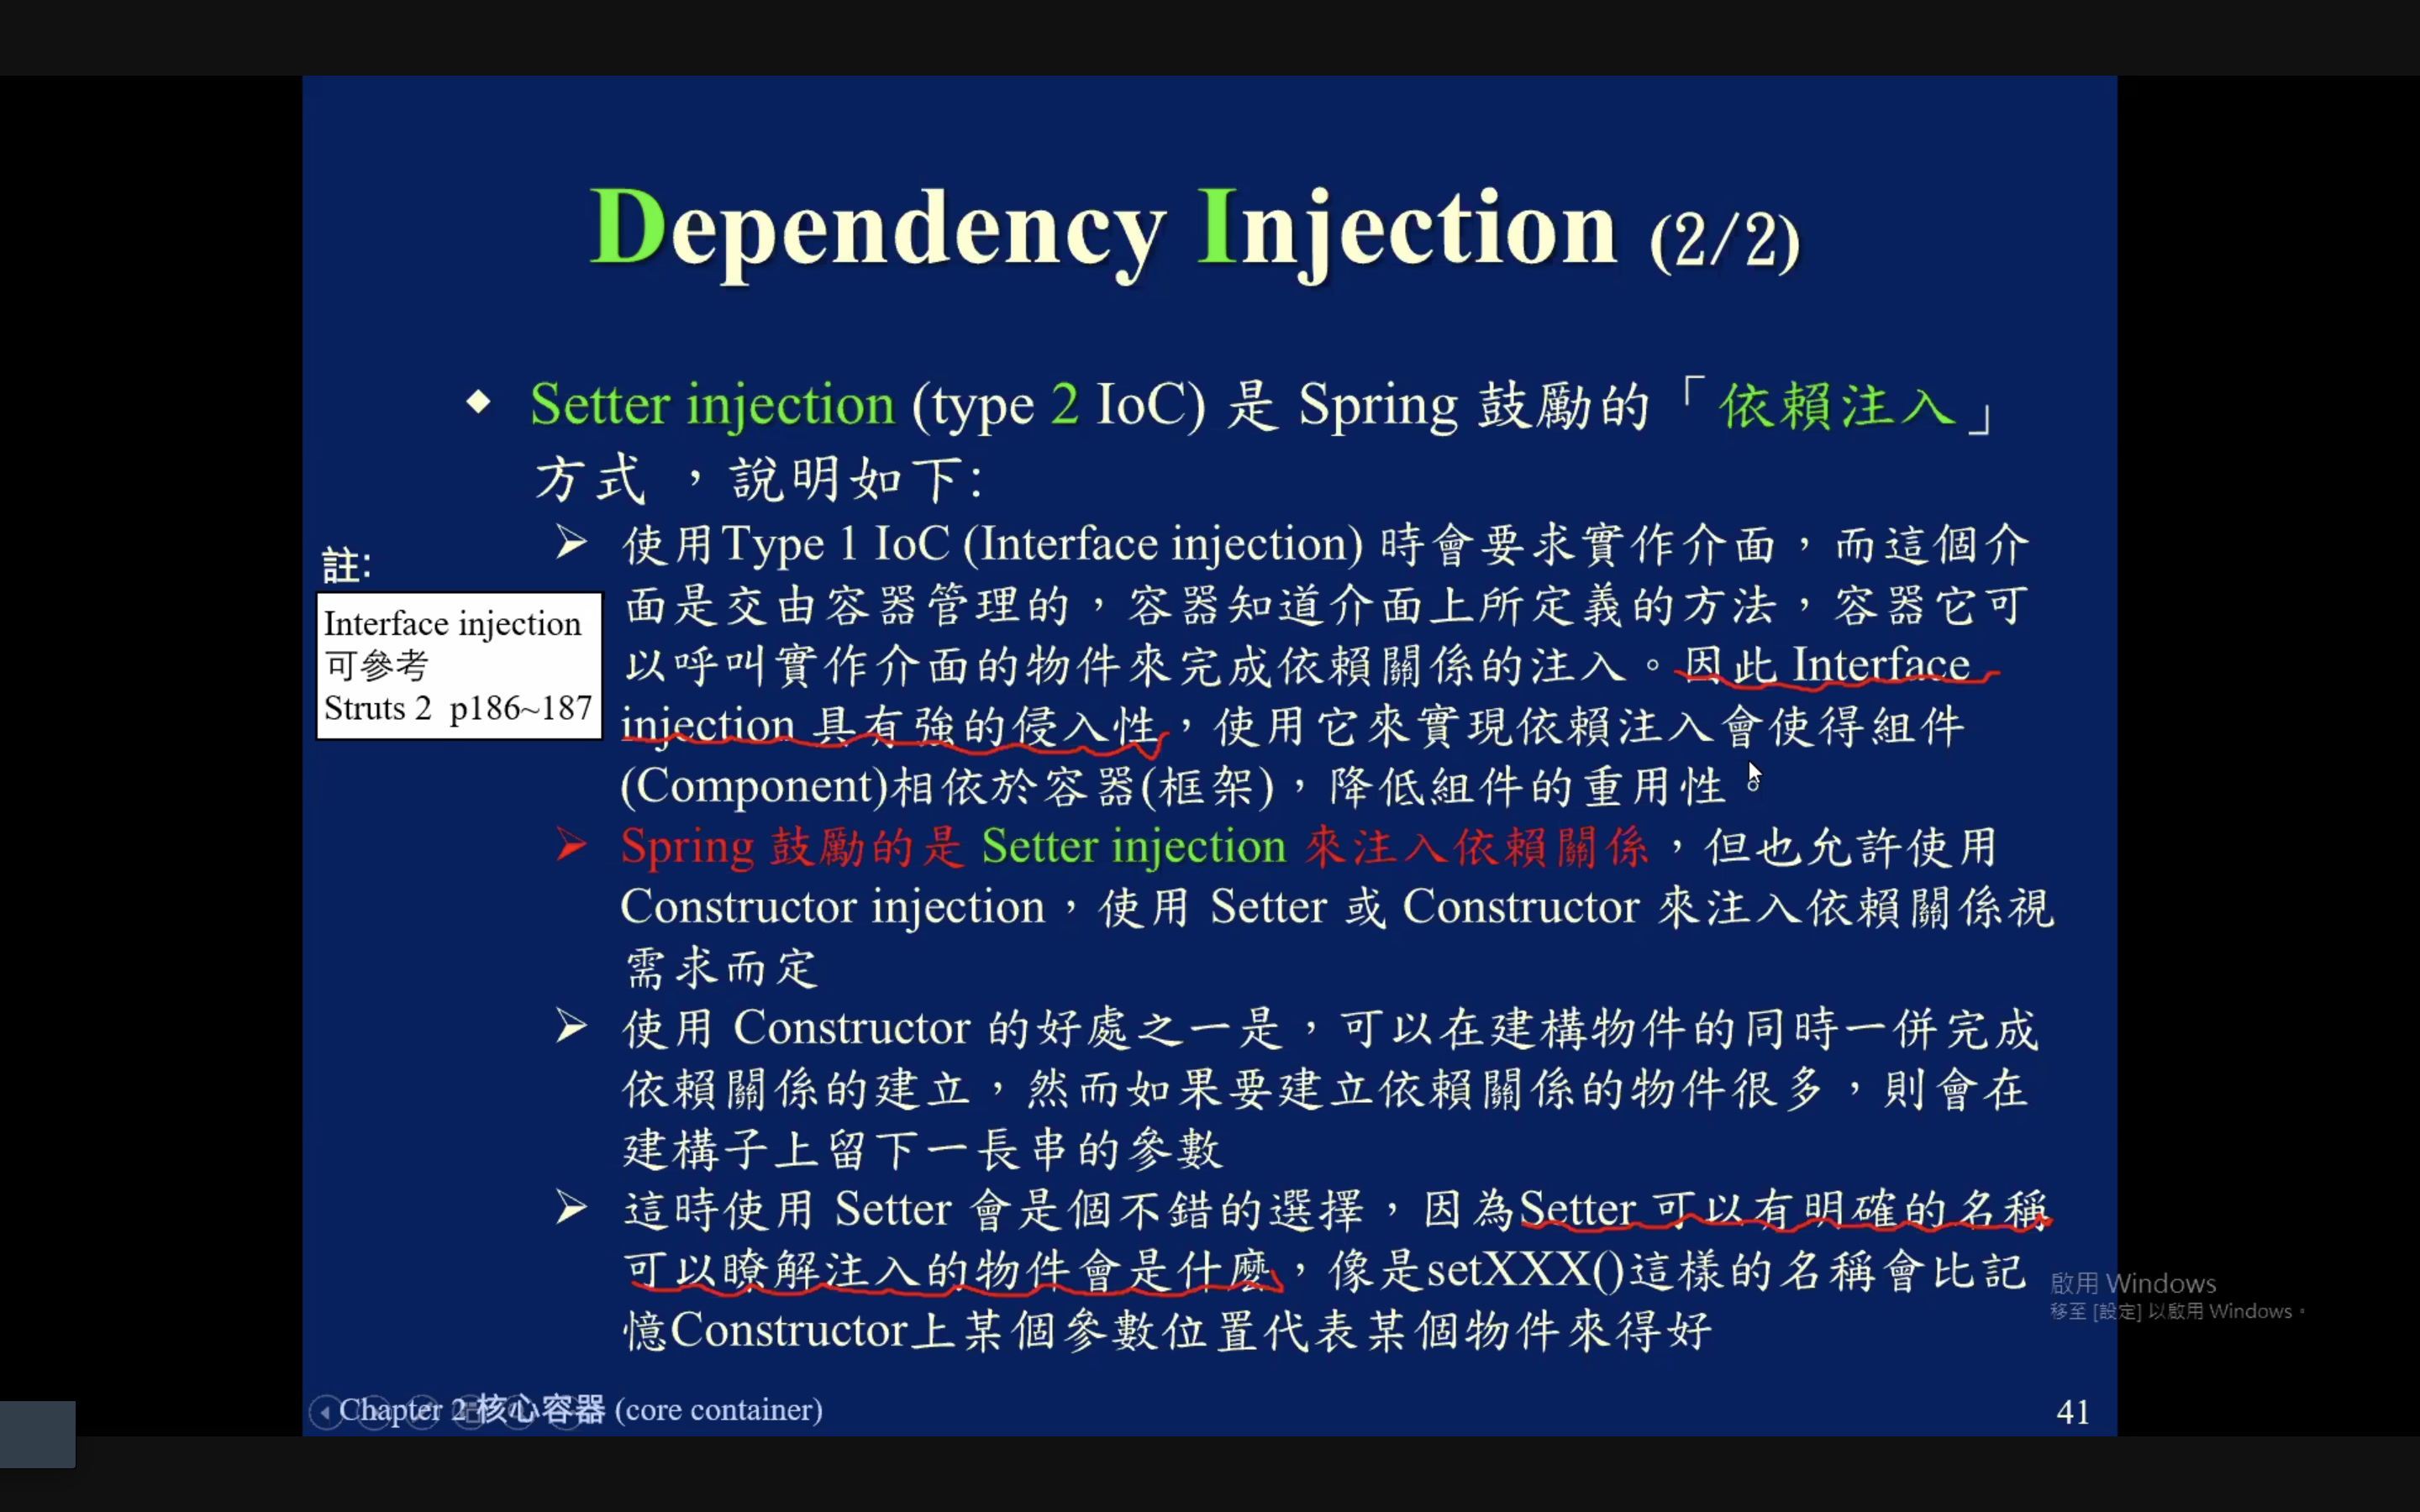 Dependency Injection (2/2)
Setter injection (type 2 IoC) 是 Spring 鼓勵的「依賴注入」
方式 ，說明如下:
使用Type 1 IoC (Interface injection) 時會要求實作介面，而這個介
面是交由容器管理的，容器知道介面上所定義的方法，容器它可
以呼叫實作介面的物件來完成依賴關係的注入。因此 Interface
injection 具有強的侵入性，使用它來實現依賴注入會使得組件
(Component)相依於容器(框架)，降低組件的重用性。
註:
Interface injection
可參考
Struts 2 p186~187
Spring 鼓勵的是 Setter injection 來注入依賴關係，但也允許使用
Constructor injection，使用 Setter 或 Constructor 來注入依賴關係視
需求而定
使用 Constructor 的好處之一是，可以在建構物件的同時一併完成
依賴關係的建立，然而如果要建立依賴關係的物件很多，則會在
建構子上留下一長串的參數
這時使用 Setter 會是個不錯的選擇，因為Setter 可以有明確的名稱
可以瞭解注入的物件會是什麼，像是setXXX()這樣的名稱會比記
憶Constructor上某個參數位置代表某個物件來得好
啟用 Windows
移至 [設定] 以啟用 Windows。
Chapter 2 核心容器 (core container)
41